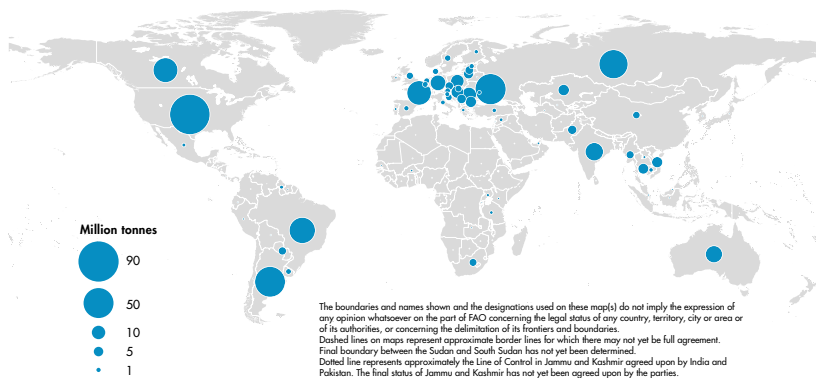 Million tonnes
90
50
10
5
1
The boundaries and names shown and the designations used on these map(s) do not imply the expression of
any opinion whatsoever on the part of FAO concerning the legal status of any country, territory, city or area or
of its authorities, or concerning the delimitation of its frontiers and boundaries.
Dashed lines on maps represent approximate border lines for which there may not yet be full agreement.
Final boundary between the Sudan and South Sudan has not yet been determined.
Dotted line represents approximately the Line of Control in Jammu and Kashmir agreed upon by India and
Pakistan. The final status of Jammu and Kashmir has not yet been agreed upon by the parties.